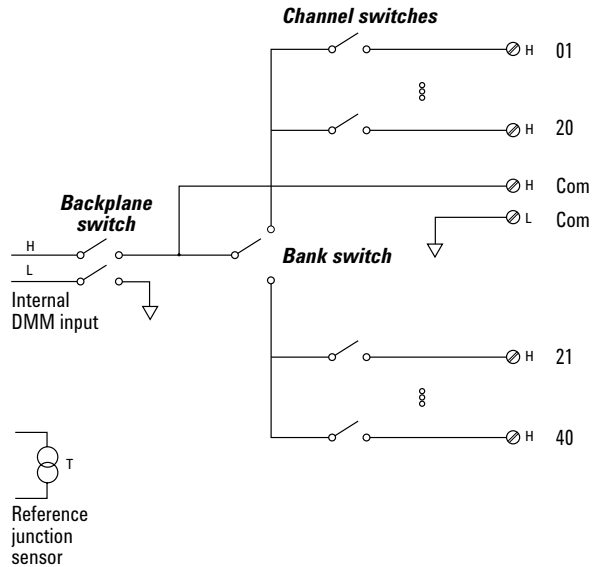 Channel switches
H 01
H 20
H Com
L Com
Backplane
switch
H
L
Internal
DMM input
Bank switch
H 21
H 40
T
Reference
junction
sensor